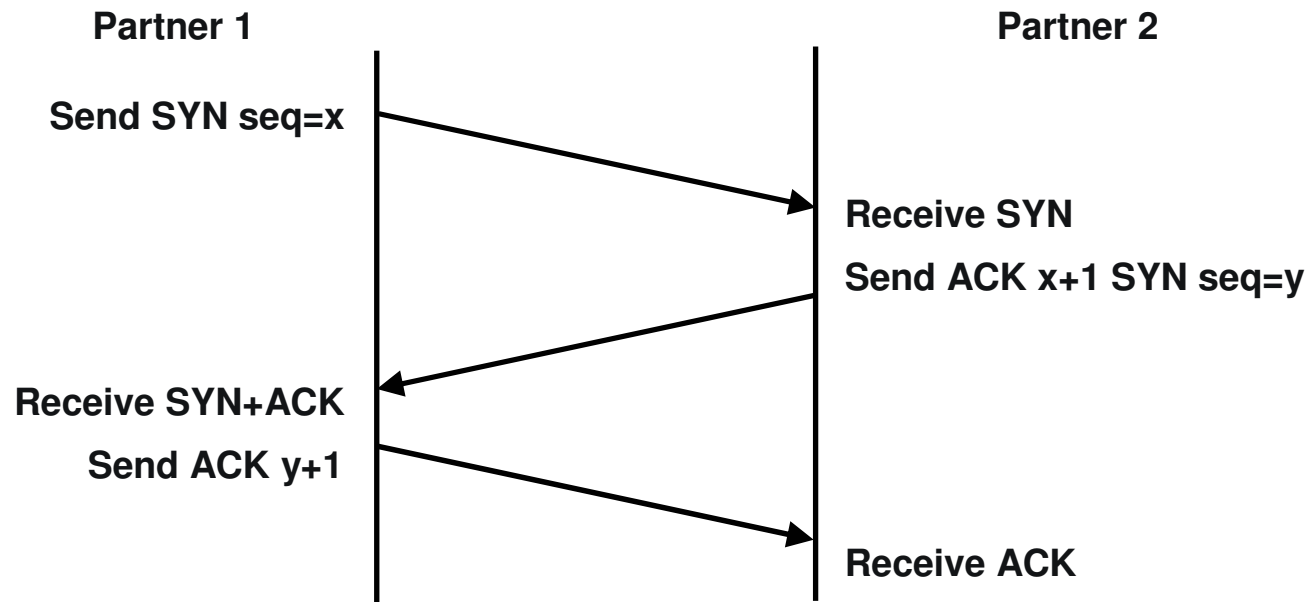 Partner 1
Partner 2
Send SYN seq=x
Receive SYN
Send ACK x+1 SYN seq=y
Receive SYN+ACK
Send ACK y+1
Receive ACK